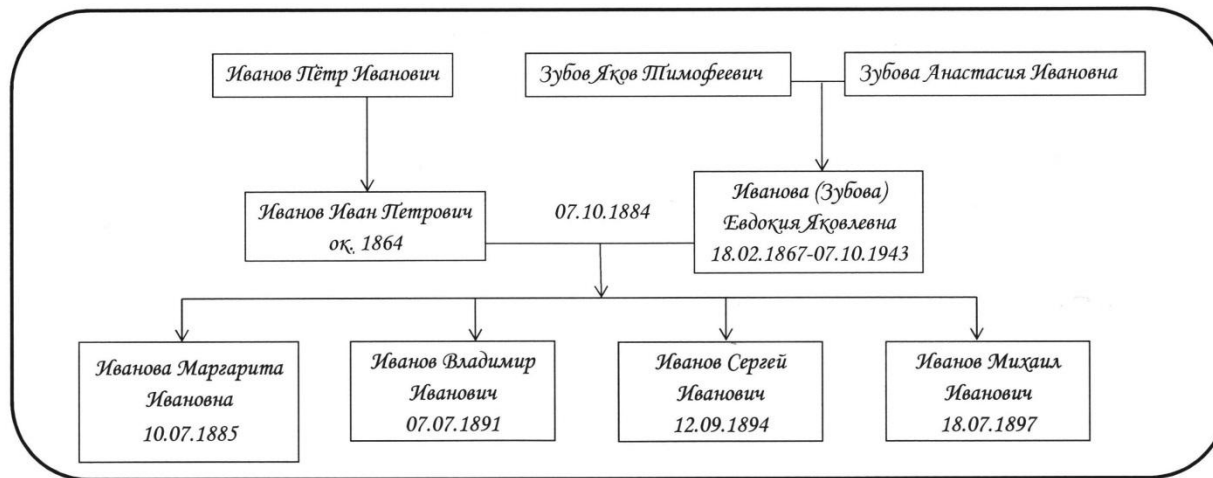 Иванов Пётр Иванович
Зубов Яков Тимофеевич
Зубова Анастасия Ивановна
Иванов Иван Петрович
ок. 1864
07.10.1884
Иванова (Зубова)
Евдокия Яковлевна
18.02.1867-07.10.1943
Иванова Маргарита
Ивановна
10.07.1885
Иванов Владимир
Иванович
07.07.1891
Иванов Сергей
Иванович
12.09.1894
Иванов Михаил
Иванович
18.07.1897